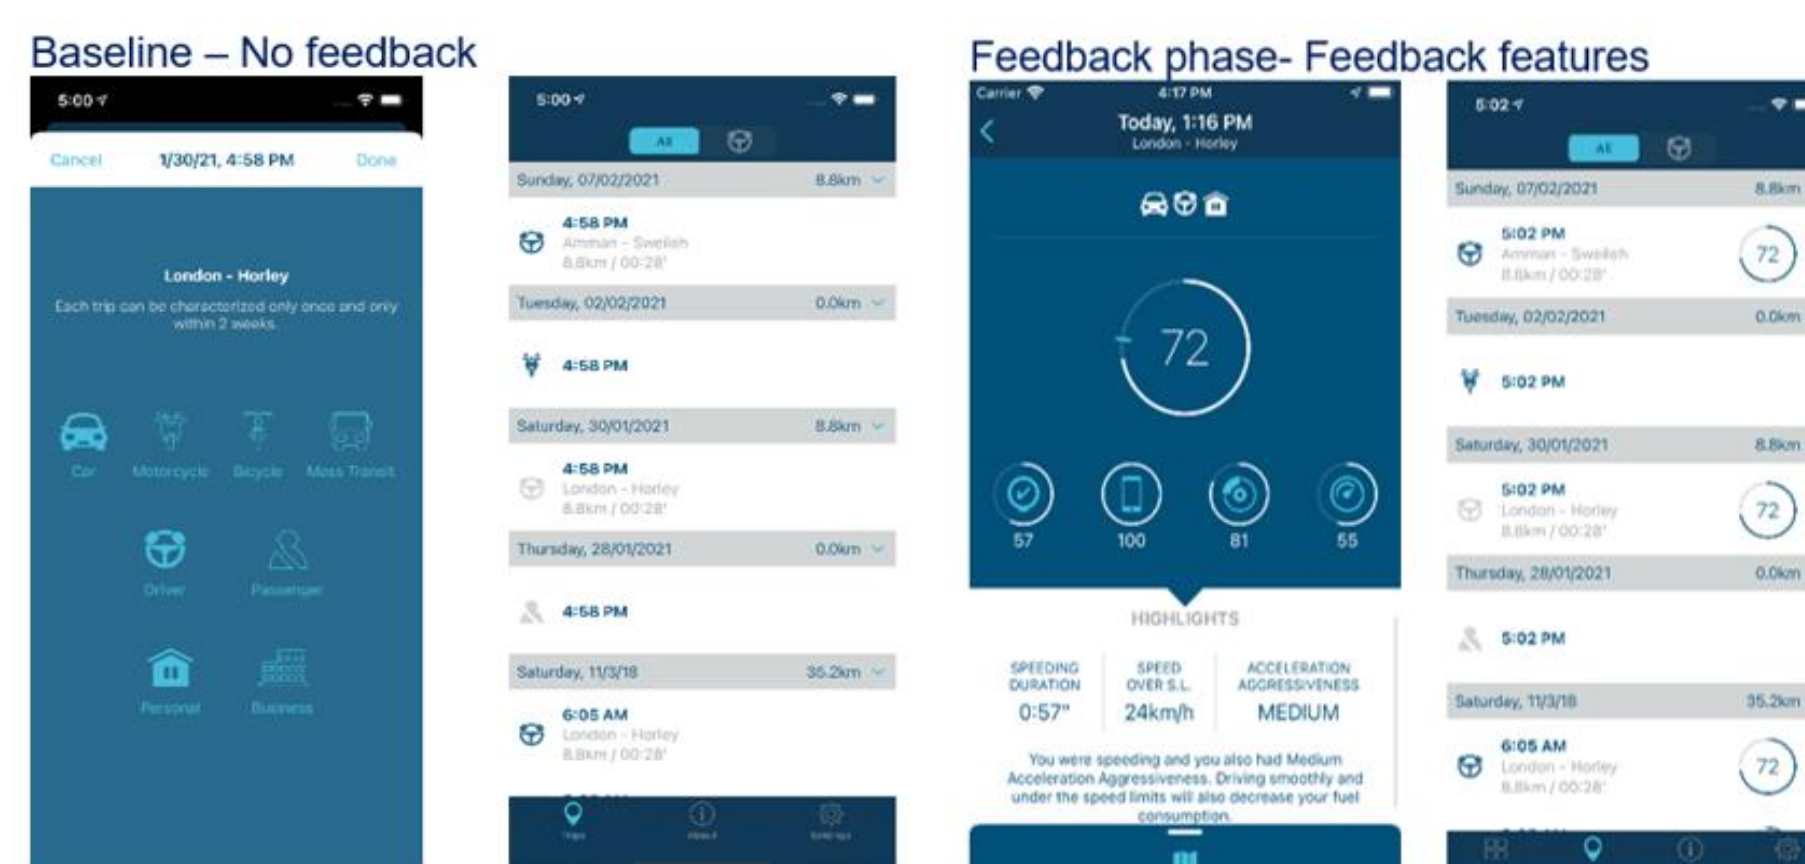 Baseline – No feedback
5:00
Cancel 1/30/21, 4:58 PM Done
London - Horley
Each trip can be characterized only once and only
within 2 weeks.
Car Motorcycle Bicycle Mass Transit
Driver Passenger
Personal Business
5:00
All
Sunday, 07/02/2021 8.8km
4:58 PM
Amman - Sweileh
8.8km / 00:28'
Tuesday, 02/02/2021 0.0km
4:58 PM
Saturday, 30/01/2021 8.8km
4:58 PM
London - Horley
8.8km / 00:28'
Thursday, 28/01/2021 0.0km
4:58 PM
Saturday, 11/3/18 35.2km
6:05 AM
London - Horley
8.8km / 00:28'
Trips About Settings
Feedback phase- Feedback features
Carrier 4:17 PM
Today, 1:16 PM
London - Horley
72
57 100 81 55
HIGHLIGHTS
SPEEDING DURATION
0:57"
SPEED OVER S.L.
24km/h
ACCELERATION AGGRESSIVENESS
MEDIUM
You were speeding and you also had Medium
Acceleration Aggressiveness. Driving smoothly and
under the speed limits will also decrease your fuel
consumption.
5:02
All
Sunday, 07/02/2021 8.8km
5:02 PM
Amman - Sweileh
8.8km / 00:28'
72
Tuesday, 02/02/2021 0.0km
5:02 PM
Saturday, 30/01/2021 8.8km
5:02 PM
London - Horley
8.8km / 00:28'
72
Thursday, 28/01/2021 0.0km
5:02 PM
Saturday, 11/3/18 35.2km
6:05 AM
London - Horley
8.8km / 00:28'
72